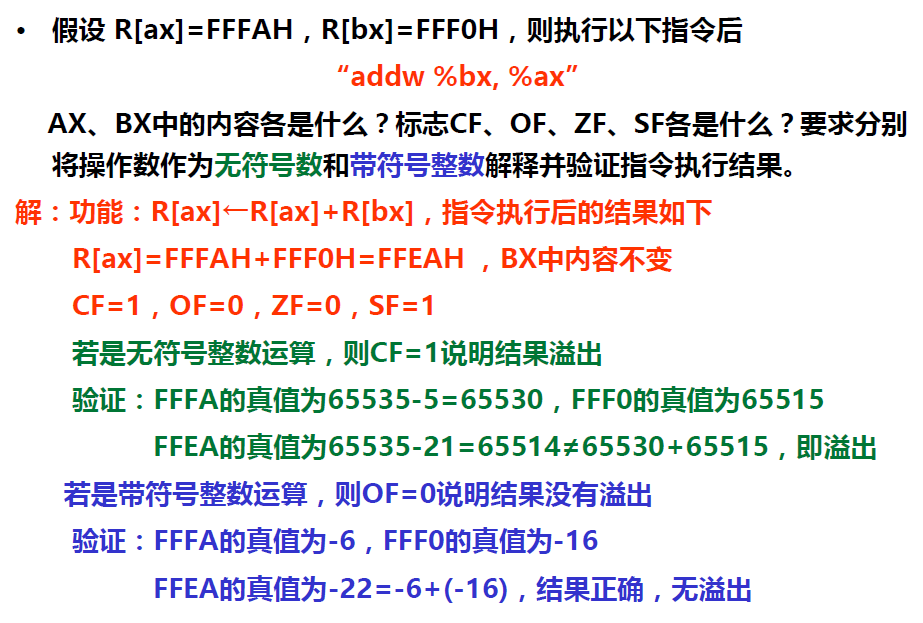 • 假设 R[ax]=FFFAH，R[bx]=FFF0H，则执行以下指令后
“addw %bx, %ax”
AX、BX中的内容各是什么？标志CF、OF、ZF、SF各是什么？要求分别
将操作数作为无符号数和带符号整数解释并验证指令执行结果。
解：功能：R[ax]←R[ax]+R[bx]，指令执行后的结果如下
R[ax]=FFFAH+FFF0H=FFEAH ，BX中内容不变
CF=1，OF=0，ZF=0，SF=1
若是无符号整数运算，则CF=1说明结果溢出
验证：FFFA的真值为65535-5=65530，FFF0的真值为65515
FFEA的真值为65535-21=65514≠65530+65515，即溢出
若是带符号整数运算，则OF=0说明结果没有溢出
验证：FFFA的真值为-6，FFF0的真值为-16
FFEA的真值为-22=-6+(-16)，结果正确，无溢出